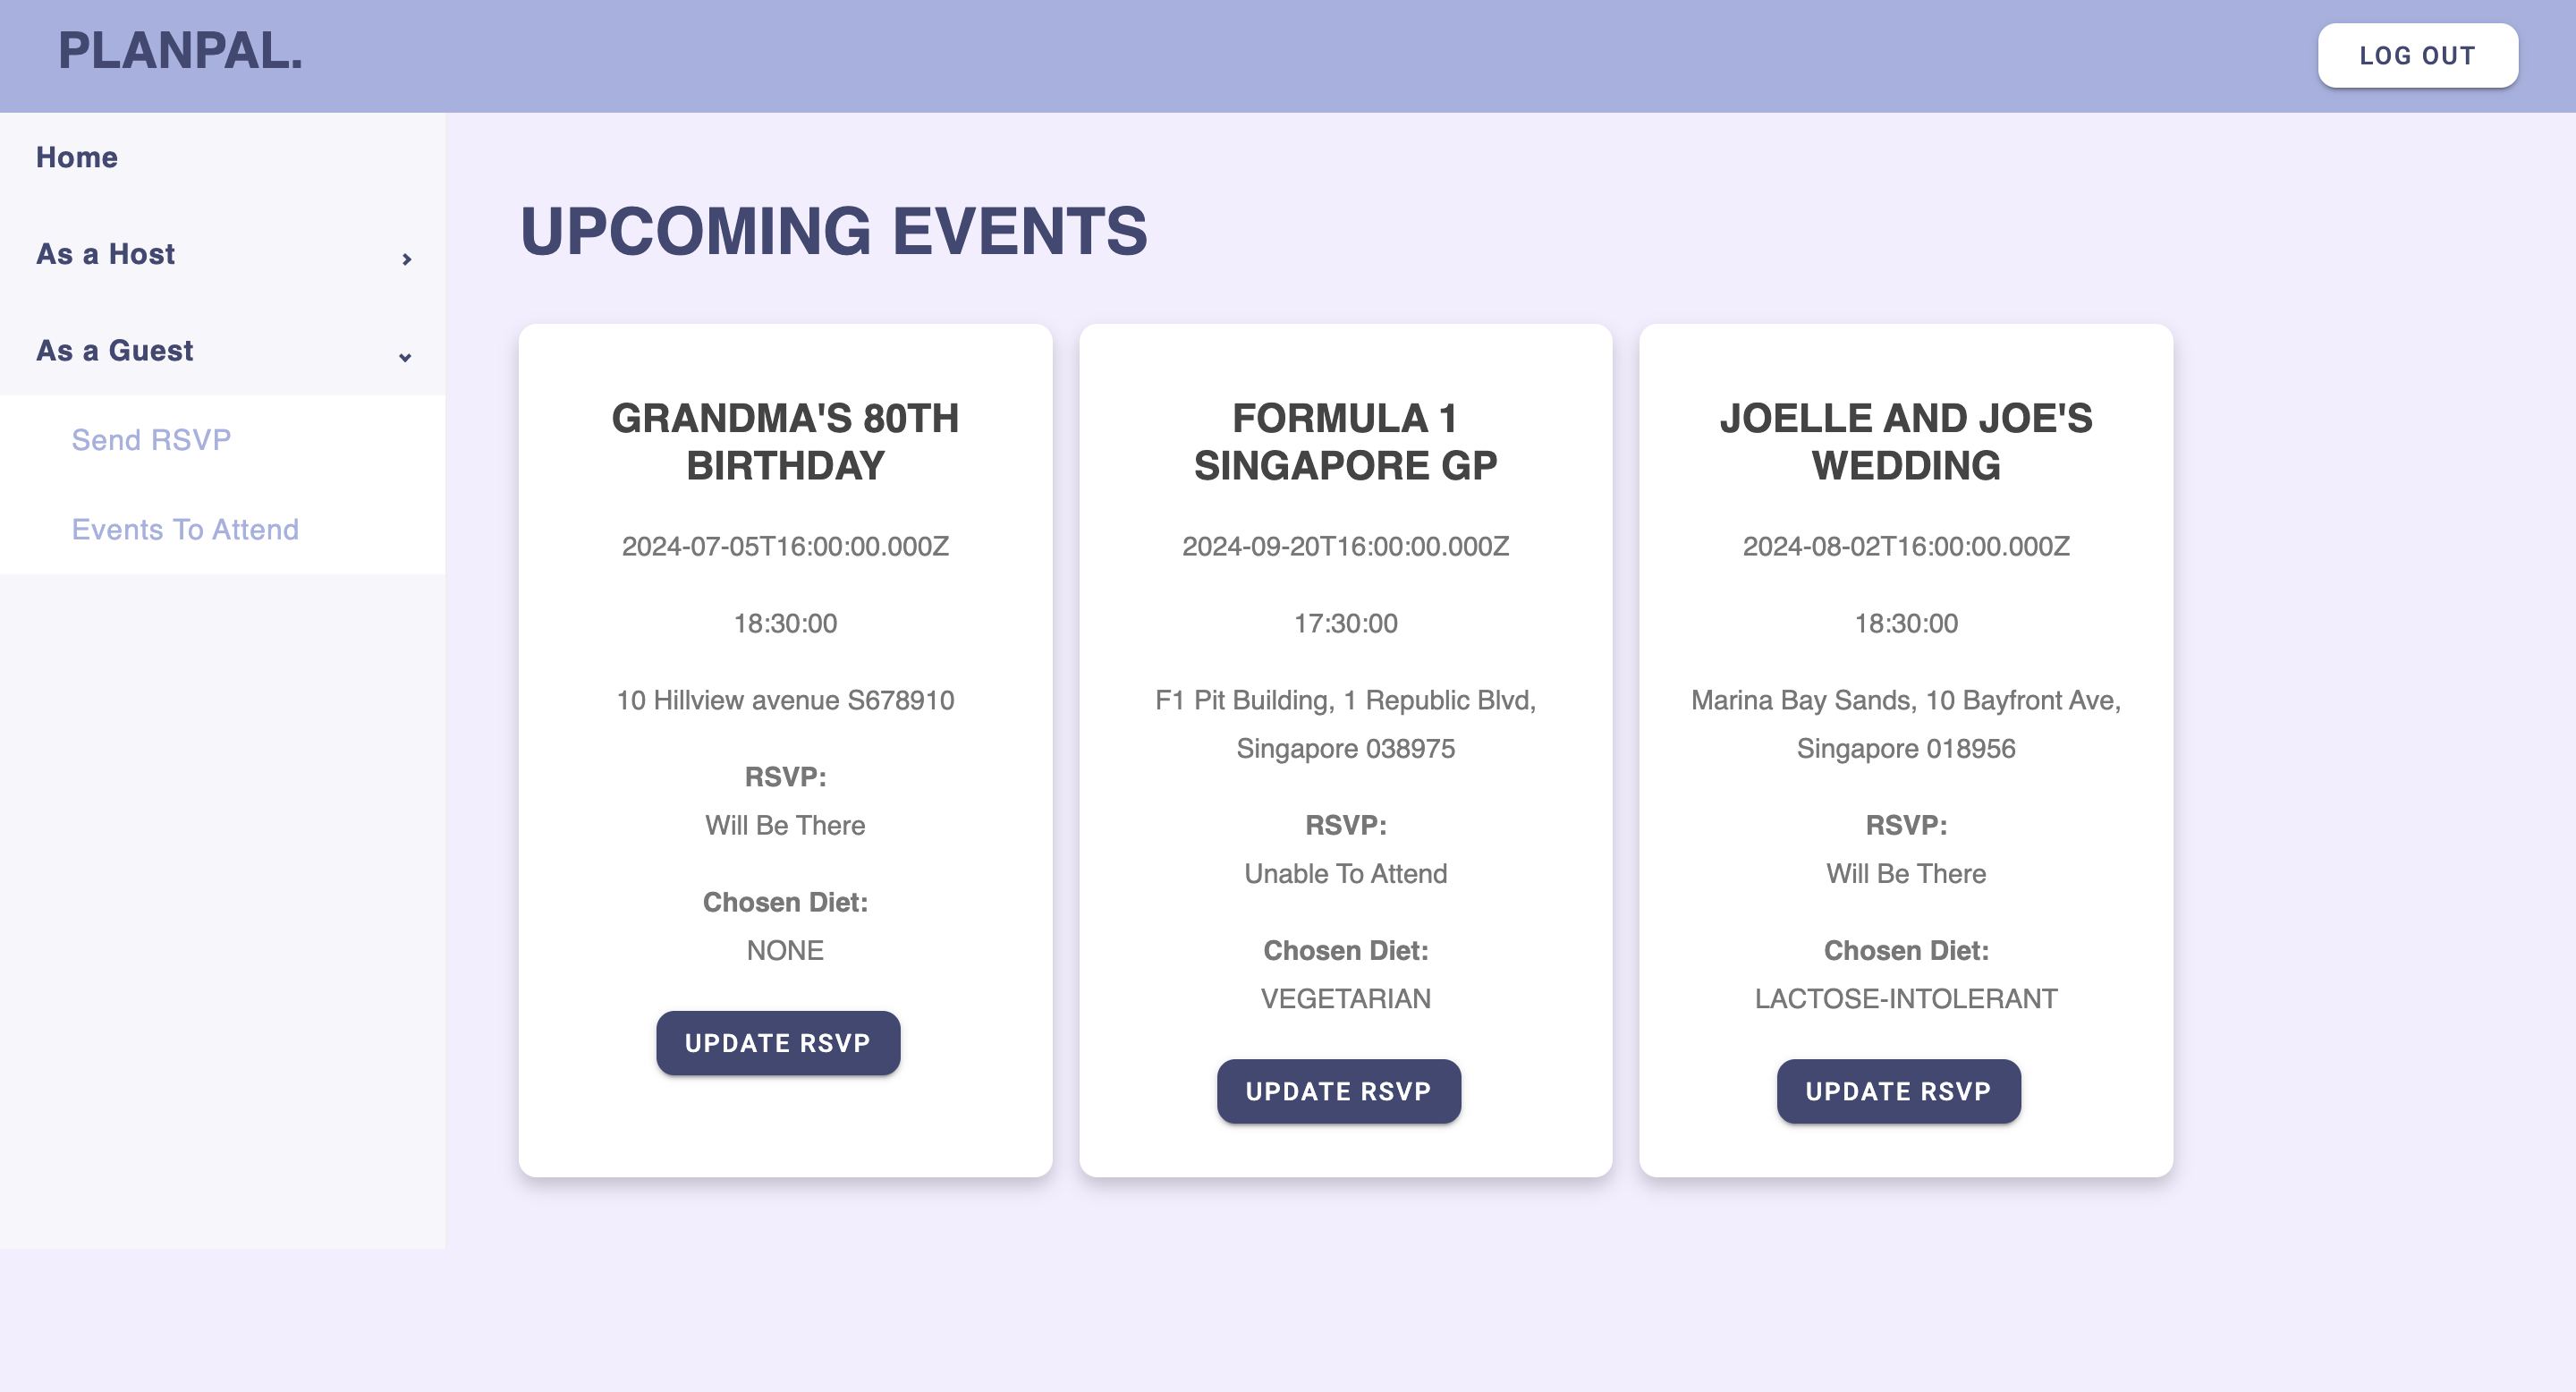 PLANPAL.
LOG OUT
Home
As a Host
As a Guest
Send RSVP
Events To Attend
UPCOMING EVENTS
GRANDMA'S 80TH
BIRTHDAY
2024-07-05T16:00:00.000Z
18:30:00
10 Hillview avenue S678910
RSVP:
Will Be There
Chosen Diet:
NONE
UPDATE RSVP
FORMULA 1
SINGAPORE GP
2024-09-20T16:00:00.000Z
17:30:00
F1 Pit Building, 1 Republic Blvd,
Singapore 038975
RSVP:
Unable To Attend
Chosen Diet:
VEGETARIAN
UPDATE RSVP
JOELLE AND JOE'S
WEDDING
2024-08-02T16:00:00.000Z
18:30:00
Marina Bay Sands, 10 Bayfront Ave,
Singapore 018956
RSVP:
Will Be There
Chosen Diet:
LACTOSE-INTOLERANT
UPDATE RSVP